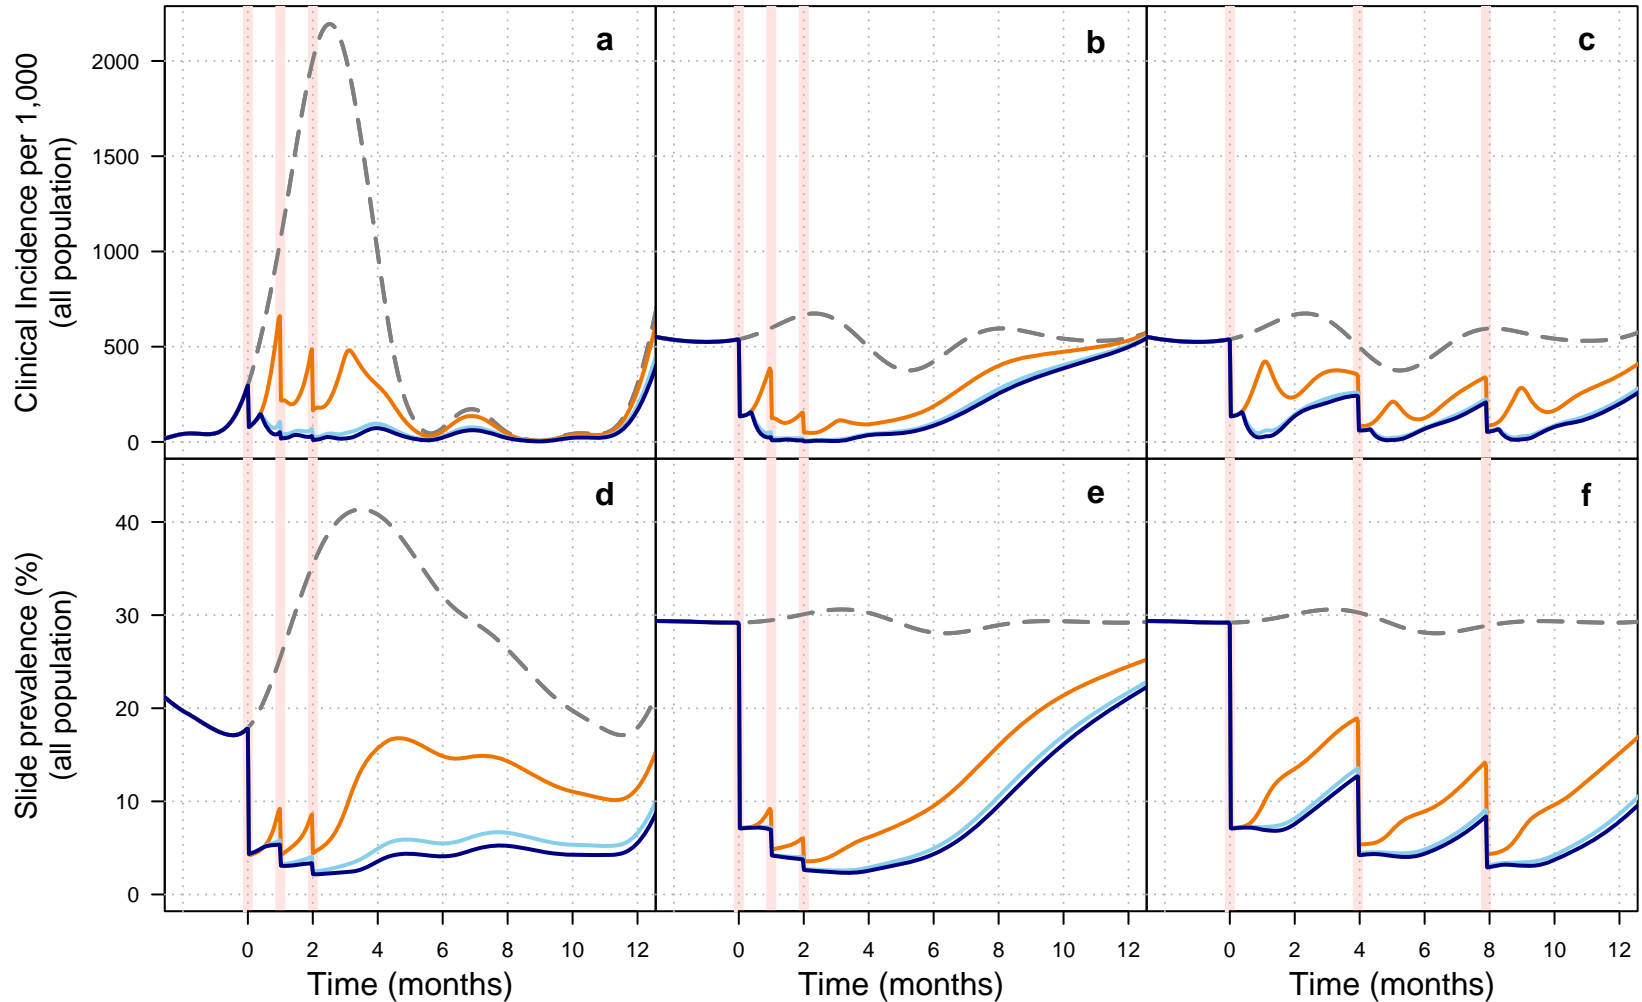 Clinical Incidence per 1,000
(all population)
2000
1500
1000
500
0
a
b
c
Slide prevalence (%)
(all population)
40
30
20
10
0
d
e
f
0 2 4 6 8 10 12
0 2 4 6 8 10 12
0 2 4 6 8 10 12
Time (months)
Time (months)
Time (months)